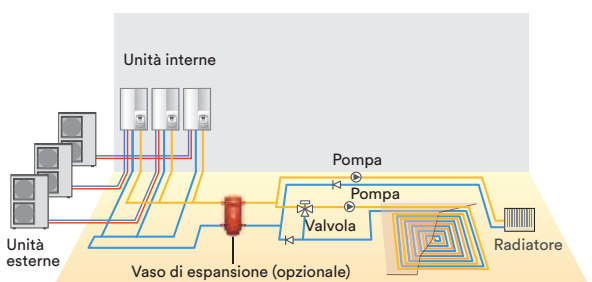 Unità interne
Pompa
Pompa
Valvola
Unità
esterne
Radiatore
Vaso di espansione (opzionale)